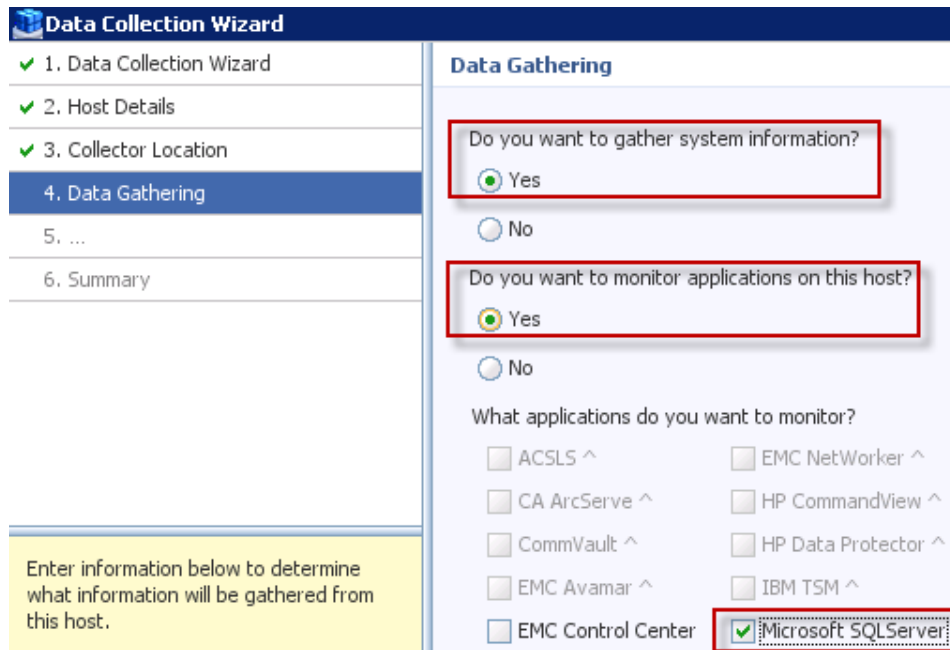 Data Collection Wizard
1. Data Collection Wizard
2. Host Details
3. Collector Location
4. Data Gathering
5. ...
6. Summary
Enter information below to determine
what information will be gathered from
this host.
Data Gathering
Do you want to gather system information?
Yes
No
Do you want to monitor applications on this host?
Yes
No
What applications do you want to monitor?
ACSLS ^ EMC NetWorker ^
CA ArcServe ^ HP CommandView ^
CommVault ^ HP Data Protector ^
EMC Avamar ^ IBM TSM ^
EMC Control Center Microsoft SQLServer